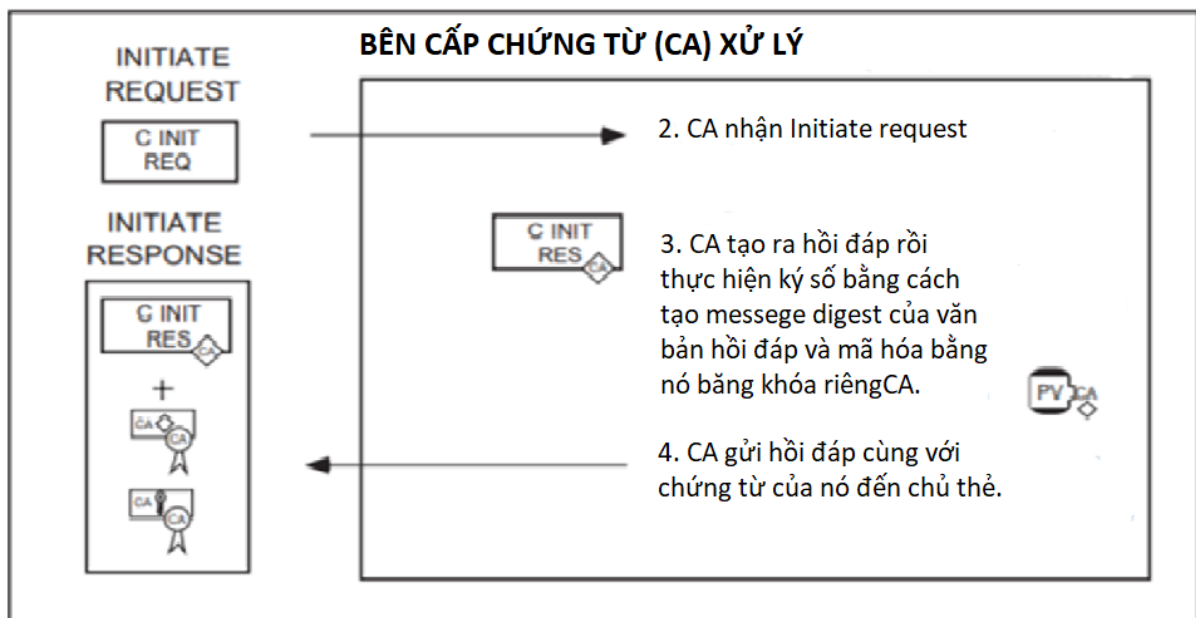 BÊN CẤP CHỨNG TỪ (CA) XỬ LÝ
INITIATE
REQUEST
C INIT
REQ
2. CA nhận Initiate request
INITIATE
RESPONSE
C INIT
RES
CA
+
CA
CA
CA
CA
C INIT
RES
CA
3. CA tạo ra hồi đáp rồi
thực hiện ký số bằng cách
tạo messege digest của văn
bản hồi đáp và mã hóa bằng
nó băng khóa riêngCA.
PV
CA
4. CA gửi hồi đáp cùng với
chứng từ của nó đến chủ thẻ.